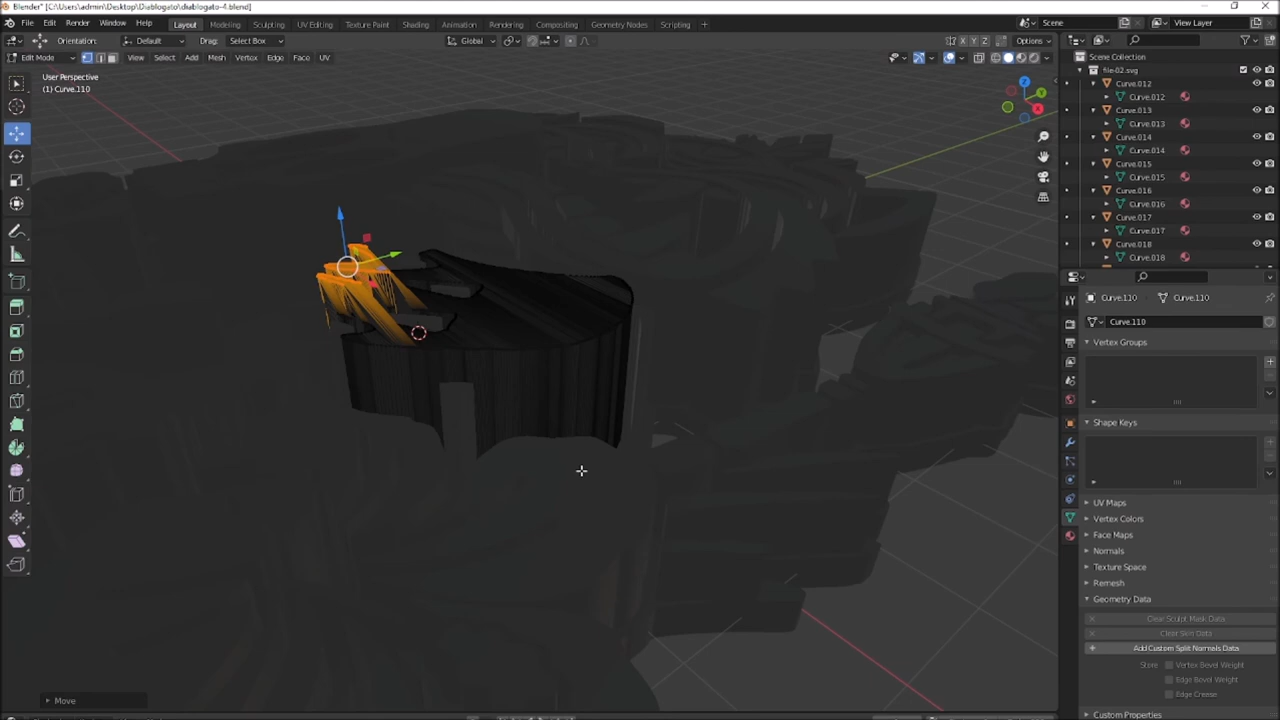 Blender* [C:\Users\admin\Desktop\Diablogato\diablogato-4.blend]
File Edit Render Window Help Layout Modeling Sculpting UV Editing Texture Paint Shading Animation Rendering Compositing Geometry Nodes Scripting + Scene View Layer
Orientation: Default Drag: Select Box Global X Y Z Options
Edit Mode View Select Add Mesh Vertex Edge Face UV
User Perspective
(1) Curve.110
Z
Y
X
Move
Scene Collection
file-02.svg
Curve.012
Curve.012
Curve.013
Curve.013
Curve.014
Curve.014
Curve.015
Curve.015
Curve.016
Curve.016
Curve.017
Curve.017
Curve.018
Curve.018
Curve.110 Curve.110
Curve.110
Vertex Groups
Shape Keys
UV Maps
Vertex Colors
Face Maps
Normals
Texture Space
Remesh
Geometry Data
Clear Sculpt Mask Data
Clear Skin Data
Add Custom Split Normals Data
Store Vertex Bevel Weight
Edge Bevel Weight
Edge Crease
Custom Properties